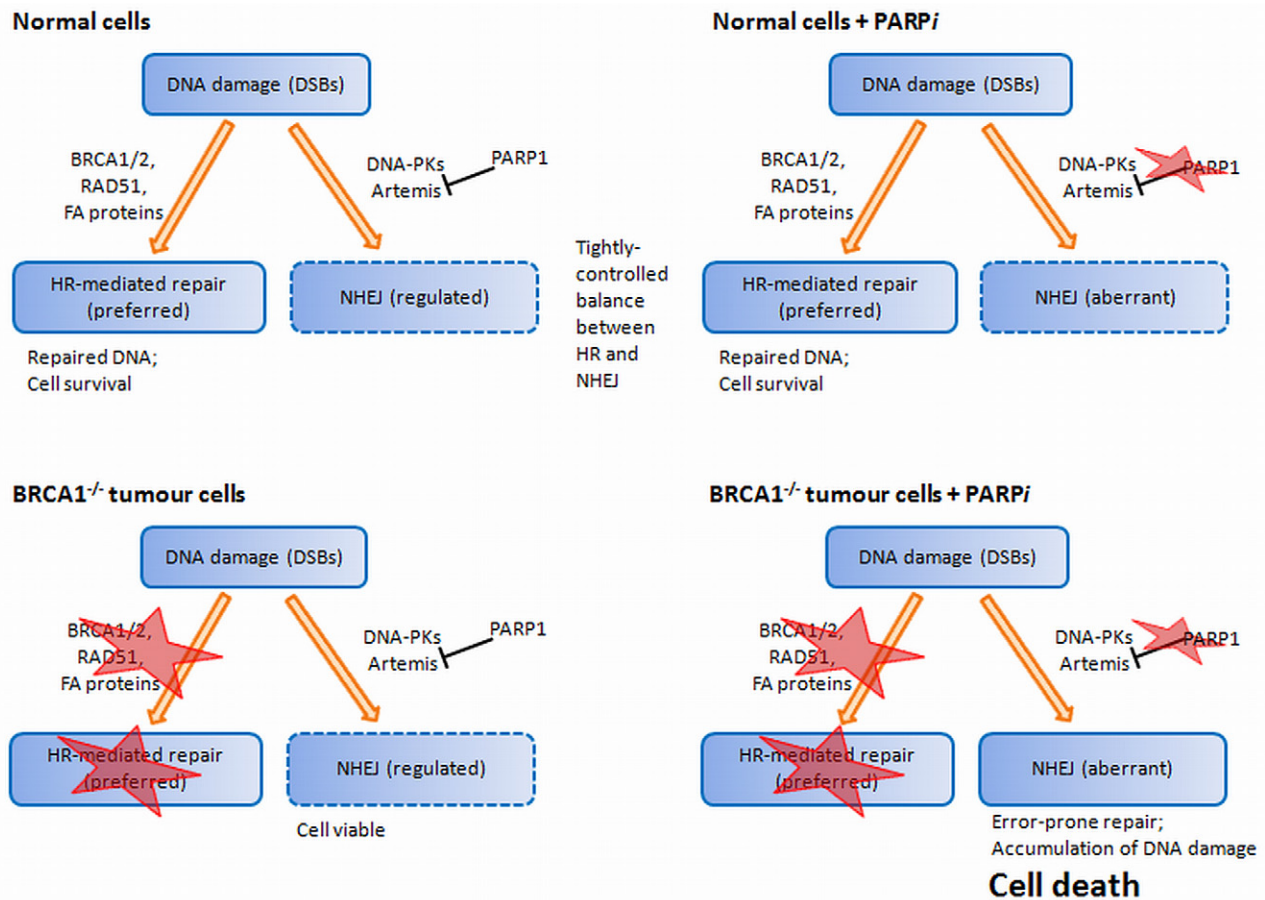 Normal cells
DNA damage (DSBs)
BRCA1/2,
RAD51,
FA proteins
DNA-PKs
Artemis
PARP1
HR-mediated repair
(preferred)
NHEJ (regulated)
Repaired DNA;
Cell survival
Tightly-
controlled
balance
between
HR and
NHEJ
Normal cells + PARPi
DNA damage (DSBs)
BRCA1/2,
RAD51,
FA proteins
DNA-PKs
Artemis
PARP1
HR-mediated repair
(preferred)
NHEJ (aberrant)
Repaired DNA;
Cell survival
BRCA1-/- tumour cells
DNA damage (DSBs)
BRCA1/2,
RAD51,
FA proteins
DNA-PKs
Artemis
PARP1
HR-mediated repair
(preferred)
NHEJ (regulated)
Cell viable
BRCA1-/- tumour cells + PARPi
DNA damage (DSBs)
BRCA1/2,
RAD51,
FA proteins
DNA-PKs
Artemis
PARP1
HR-mediated repair
(preferred)
NHEJ (aberrant)
Error-prone repair;
Accumulation of DNA damage
Cell death